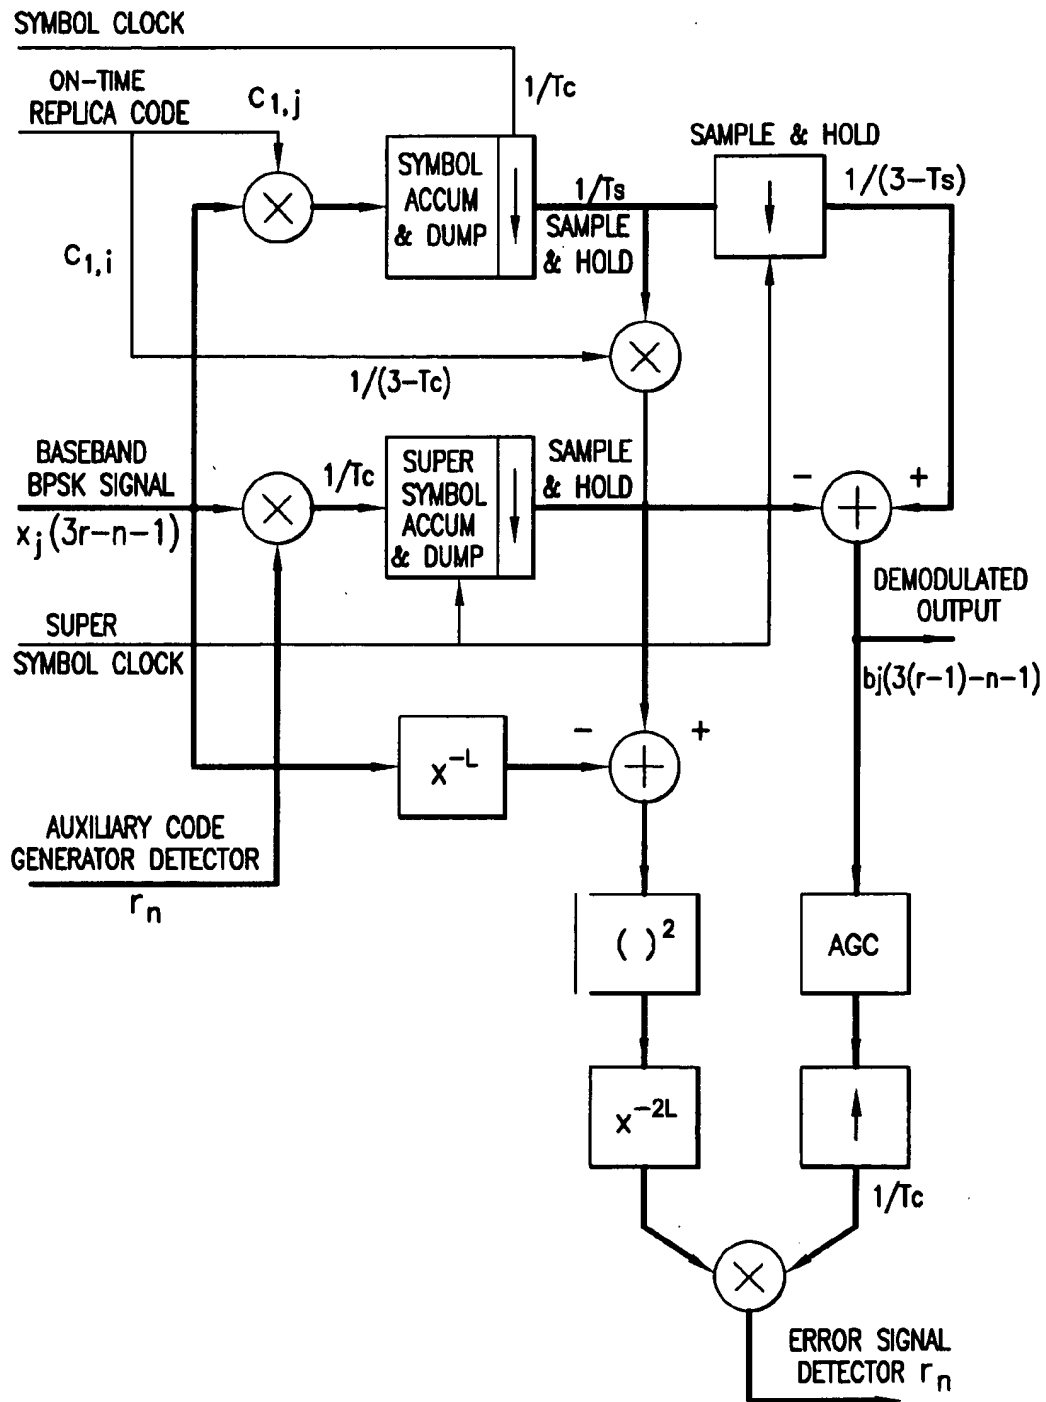 SYMBOL CLOCK
1/Tc
ON-TIME
REPLICA CODE
C1,j
SYMBOL
ACCUM
& DUMP
1/Ts
SAMPLE
& HOLD
SAMPLE & HOLD
1/(3-Ts)
C1,i
1/(3-Tc)
BASEBAND
BPSK SIGNAL
xj(3r-n-1)
1/Tc
SUPER
SYMBOL
ACCUM
& DUMP
SAMPLE
& HOLD
- +
DEMODULATED
OUTPUT
bj(3(r-1)-n-1)
SUPER
SYMBOL CLOCK
x^-L
- +
AUXILIARY CODE
GENERATOR DETECTOR
rn
( )^2
AGC
x^-2L
1/Tc
ERROR SIGNAL
DETECTOR rn